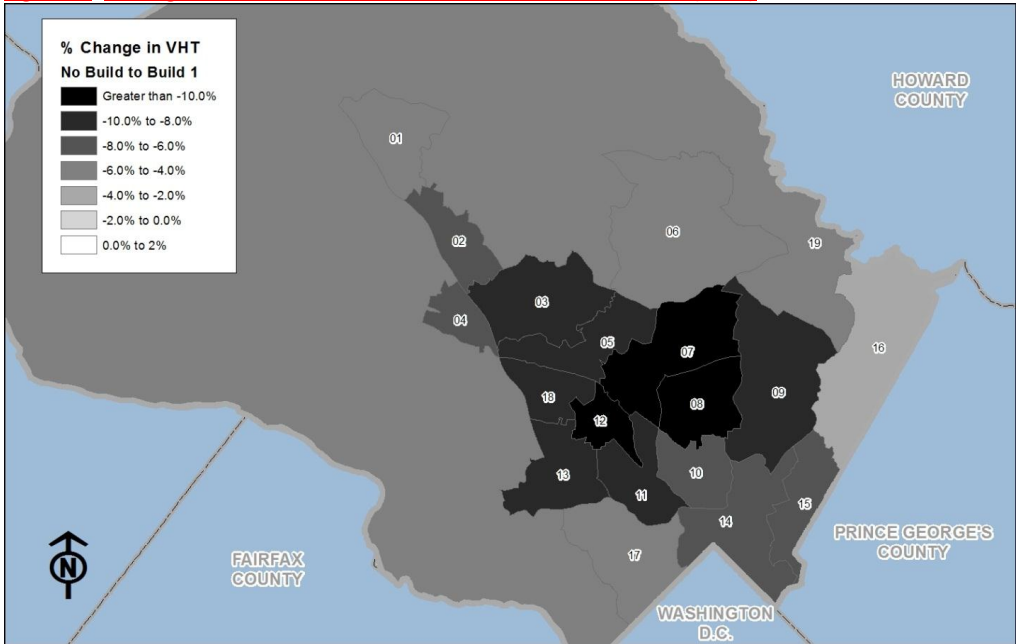 % Change in VHT
No Build to Build 1
Greater than -10.0%
-10.0% to -8.0%
-8.0% to -6.0%
-6.0% to -4.0%
-4.0% to -2.0%
-2.0% to 0.0%
0.0% to 2%
HOWARD
COUNTY
01
02
06
19
03
04
05
07
16
18
08
09
12
13
11
10
15
14
17
N
FAIRFAX
COUNTY
PRINCE GEORGE'S
COUNTY
WASHINGTON
D.C.